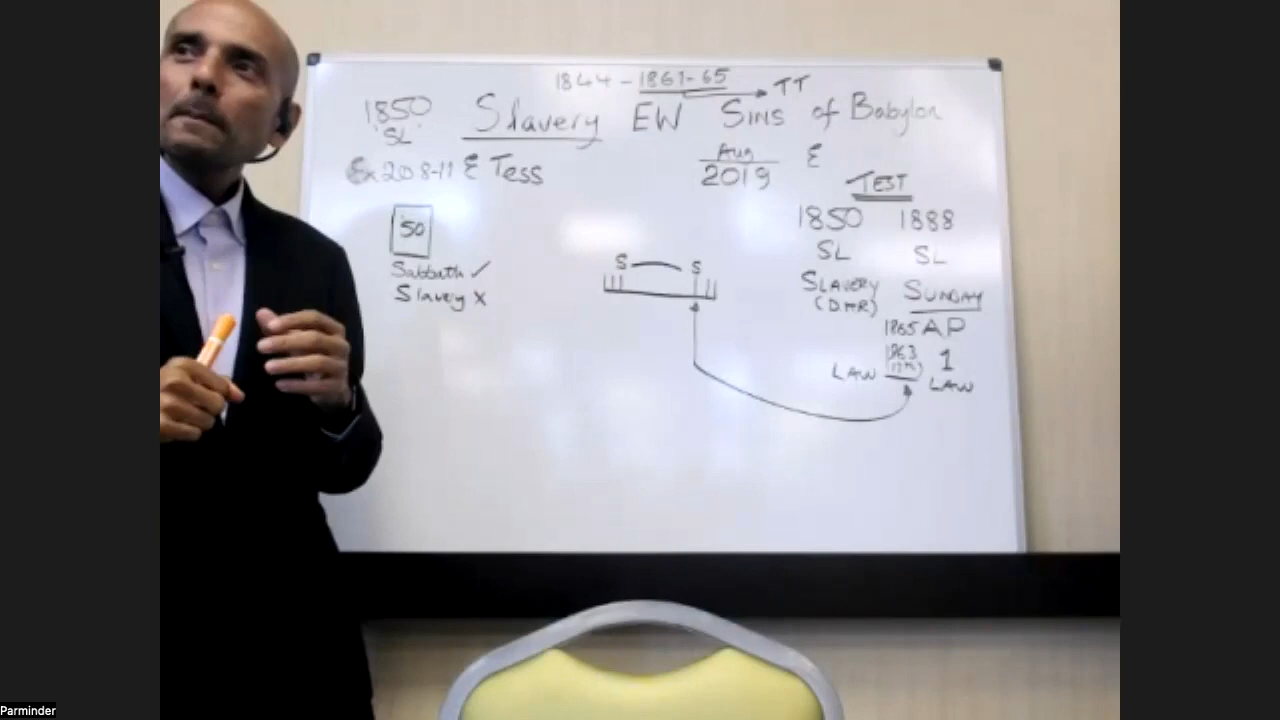 1844 - 1861-65 → TT
1850 Slavery EW Sins of Babylon
'SL'
Ex 20 8-11 E Tess
Aug E
2019
TEST
'50
1850 1888
SL SL
Sabbath ✓
Slavery X
S S
SLAVERY SUNDAY
(DMR)
1865 AP
1863 1
LAW LAW
Parminder